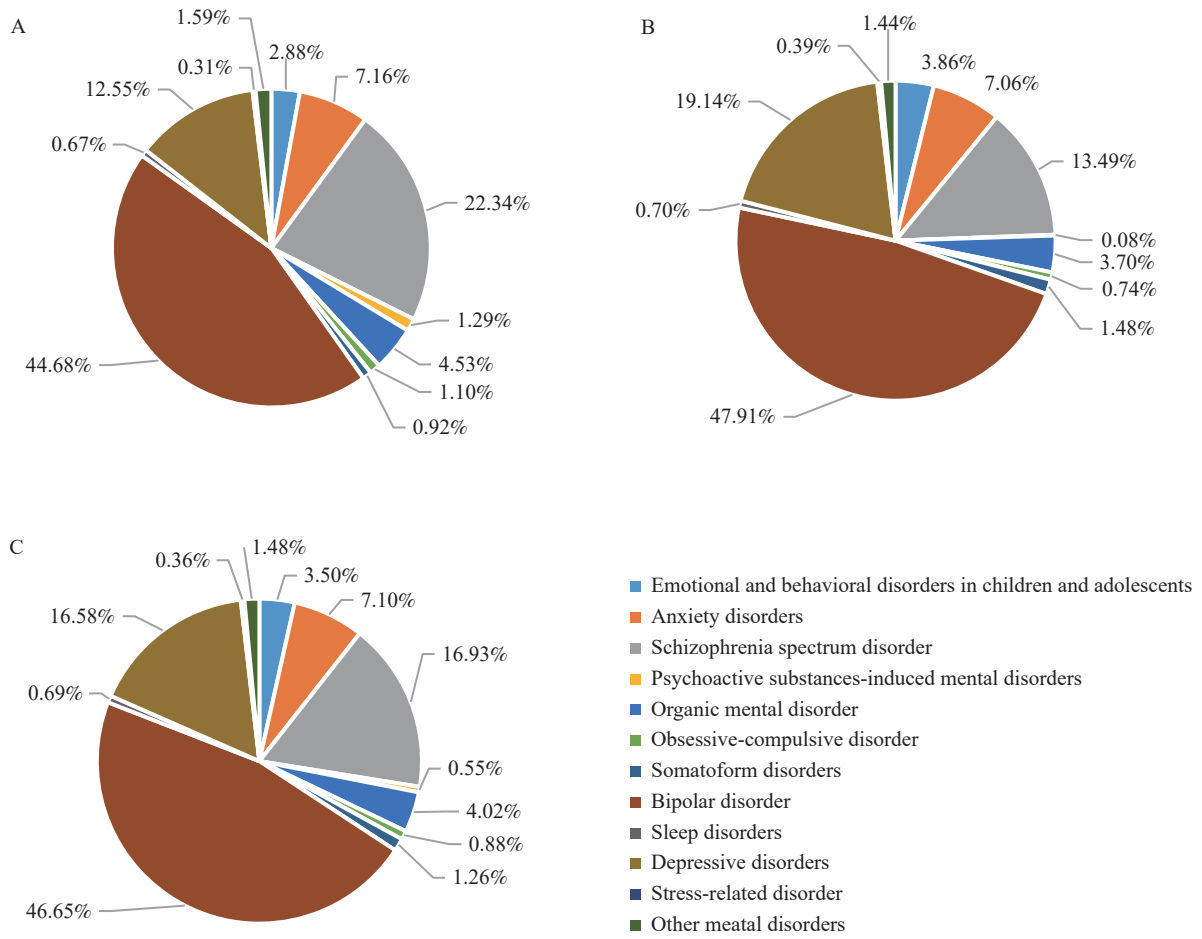 A
1.59%
2.88%
0.31%
7.16%
12.55%
0.67%
22.34%
1.29%
4.53%
44.68%
1.10%
0.92%
B
1.44%
0.39%
3.86%
7.06%
19.14%
13.49%
0.70%
0.08%
3.70%
0.74%
1.48%
47.91%
C
1.48%
0.36%
3.50%
7.10%
16.58%
16.93%
0.69%
0.55%
4.02%
0.88%
1.26%
46.65%
Emotional and behavioral disorders in children and adolescents
Anxiety disorders
Schizophrenia spectrum disorder
Psychoactive substances-induced mental disorders
Organic mental disorder
Obsessive-compulsive disorder
Somatoform disorders
Bipolar disorder
Sleep disorders
Depressive disorders
Stress-related disorder
Other meatal disorders